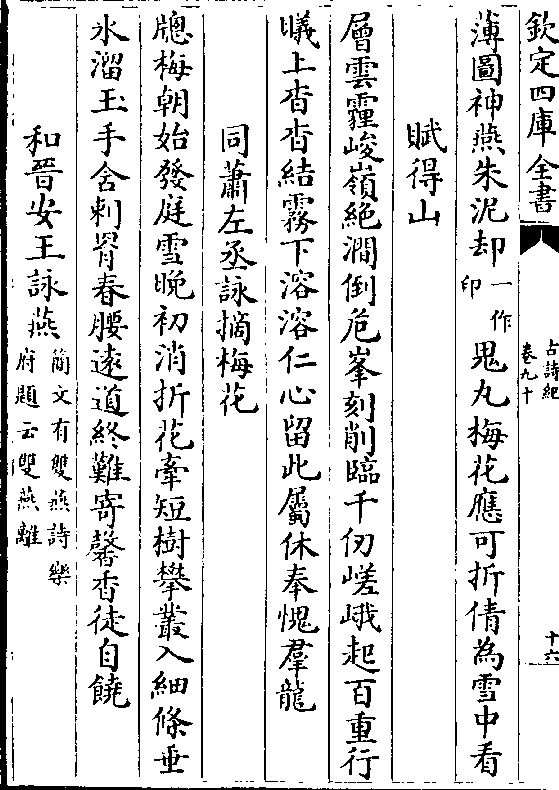 欽定四庫全書
古詩紀
卷九十
十六
薄圖神燕朱泥却一作印鬼丸梅花應可折倩為雪中看
賦得山
層雲霾峻嶺絶澗倒危峯刻削臨千仞嵯峨起百重行
曦上杳杳結霧下溶溶仁心留此屬休奉愧羣龍
同蕭左丞詠摘梅花
牕梅朝始發庭雪晚初消折花牽短樹攀叢入細條垂
氷溜玉手含刺罥春腰遠道終難寄馨香徒自饒
和晉安王詠燕簡文有雙燕詩樂府題云雙燕離